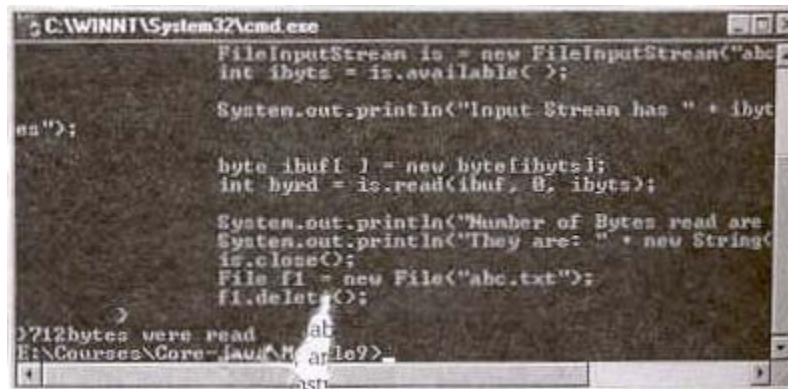 C:\WINNT\System32\cmd.exe
FileInputStream is = new FileInputStream("abc
int ibyts = is.available( );
System.out.println("Input Stream has " + ibyt
es");
byte ibuf[ ] = new byte[ibyts];
int byrd = is.read(ibuf, 0, ibyts);
System.out.println("Number of Bytes read are
System.out.println("They are: " + new String(
is.close();
File f1 = new File("abc.txt");
f1.delete();
}
}712bytes were read
E:\Courses\Core-java\M le9>_